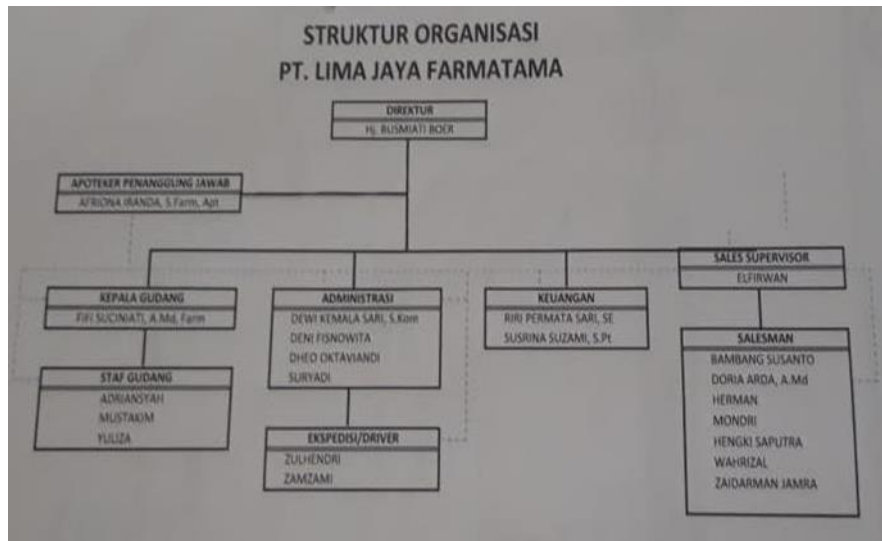 STRUKTUR ORGANISASI
PT. LIMA JAYA FARMATAMA
DIREKTUR
Hj. BUSMIATI BOER
APOTEKER PENANGGUNG JAWAB
AFRIONA IRANDA, S.Farm, Apt
SALES SUPERVISOR
ELFIRWAN
KEPALA GUDANG
FIFI SUCINIATI, A.Md, Farm
ADMINISTRASI
DEWI KEMALA SARI, S.Kom
DENI FISNOWITA
DHEO OKTAVIANDI
SURYADI
KEUANGAN
RIRI PERMATA SARI, SE
SUSRINA SUZAMI, S.Pt
SALESMAN
BAMBANG SUSANTO
DORIA ARDA, A.Md
HERMAN
MONDRI
HENGKI SAPUTRA
WAHRIZAL
ZAIDARMAN JAMRA
STAF GUDANG
ADRIANSYAH
MUSTAKIM
YULIZA
EKSPEDISI/DRIVER
ZULHENDRI
ZAMZAMI